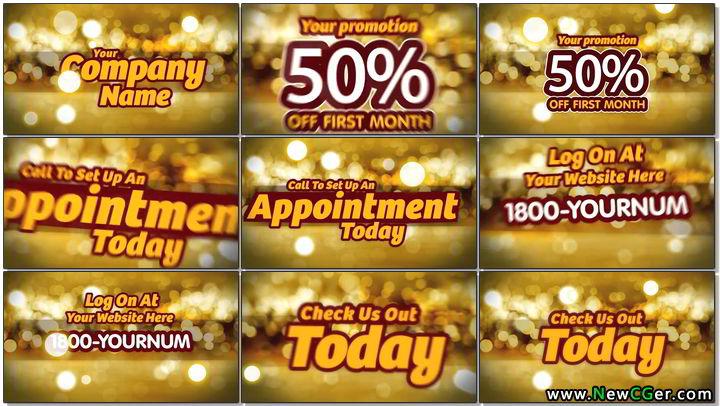 Your
Company
Name
Your promotion
50%
OFF FIRST MONTH
Your promotion
50%
OFF FIRST MONTH
Call To Set Up An
ppointmen
Today
Call To Set Up An
Appointment
Today
Log On At
Your Website Here
1800-YOURNUM
Log On At
Your Website Here
1800-YOURNUM
Check Us Out
Today
Check Us Out
Today
www.NewCGer.com